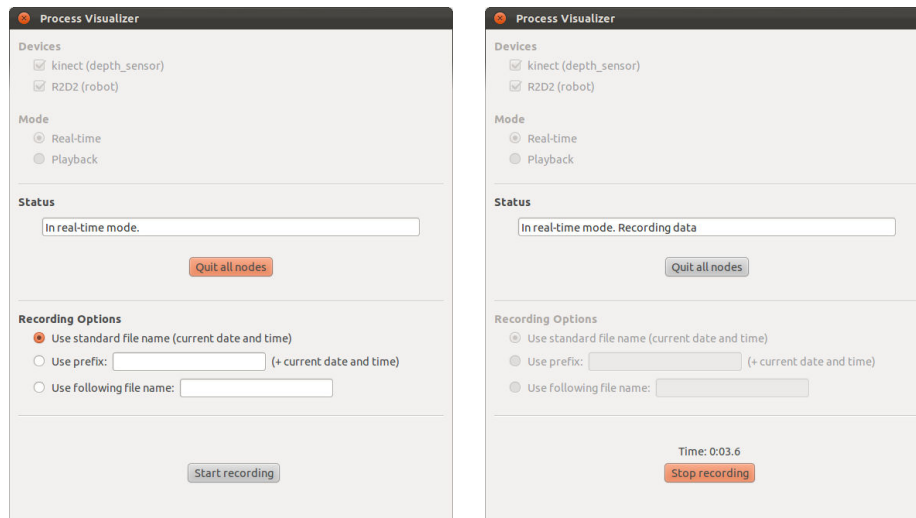 Process Visualizer
Devices
kinect (depth_sensor)
R2D2 (robot)
Mode
Real-time
Playback
Status
In real-time mode.
Quit all nodes
Recording Options
Use standard file name (current date and time)
Use prefix: (+ current date and time)
Use following file name:
Start recording
Process Visualizer
Devices
kinect (depth_sensor)
R2D2 (robot)
Mode
Real-time
Playback
Status
In real-time mode. Recording data
Quit all nodes
Recording Options
Use standard file name (current date and time)
Use prefix: (+ current date and time)
Use following file name:
Time: 0:03.6
Stop recording